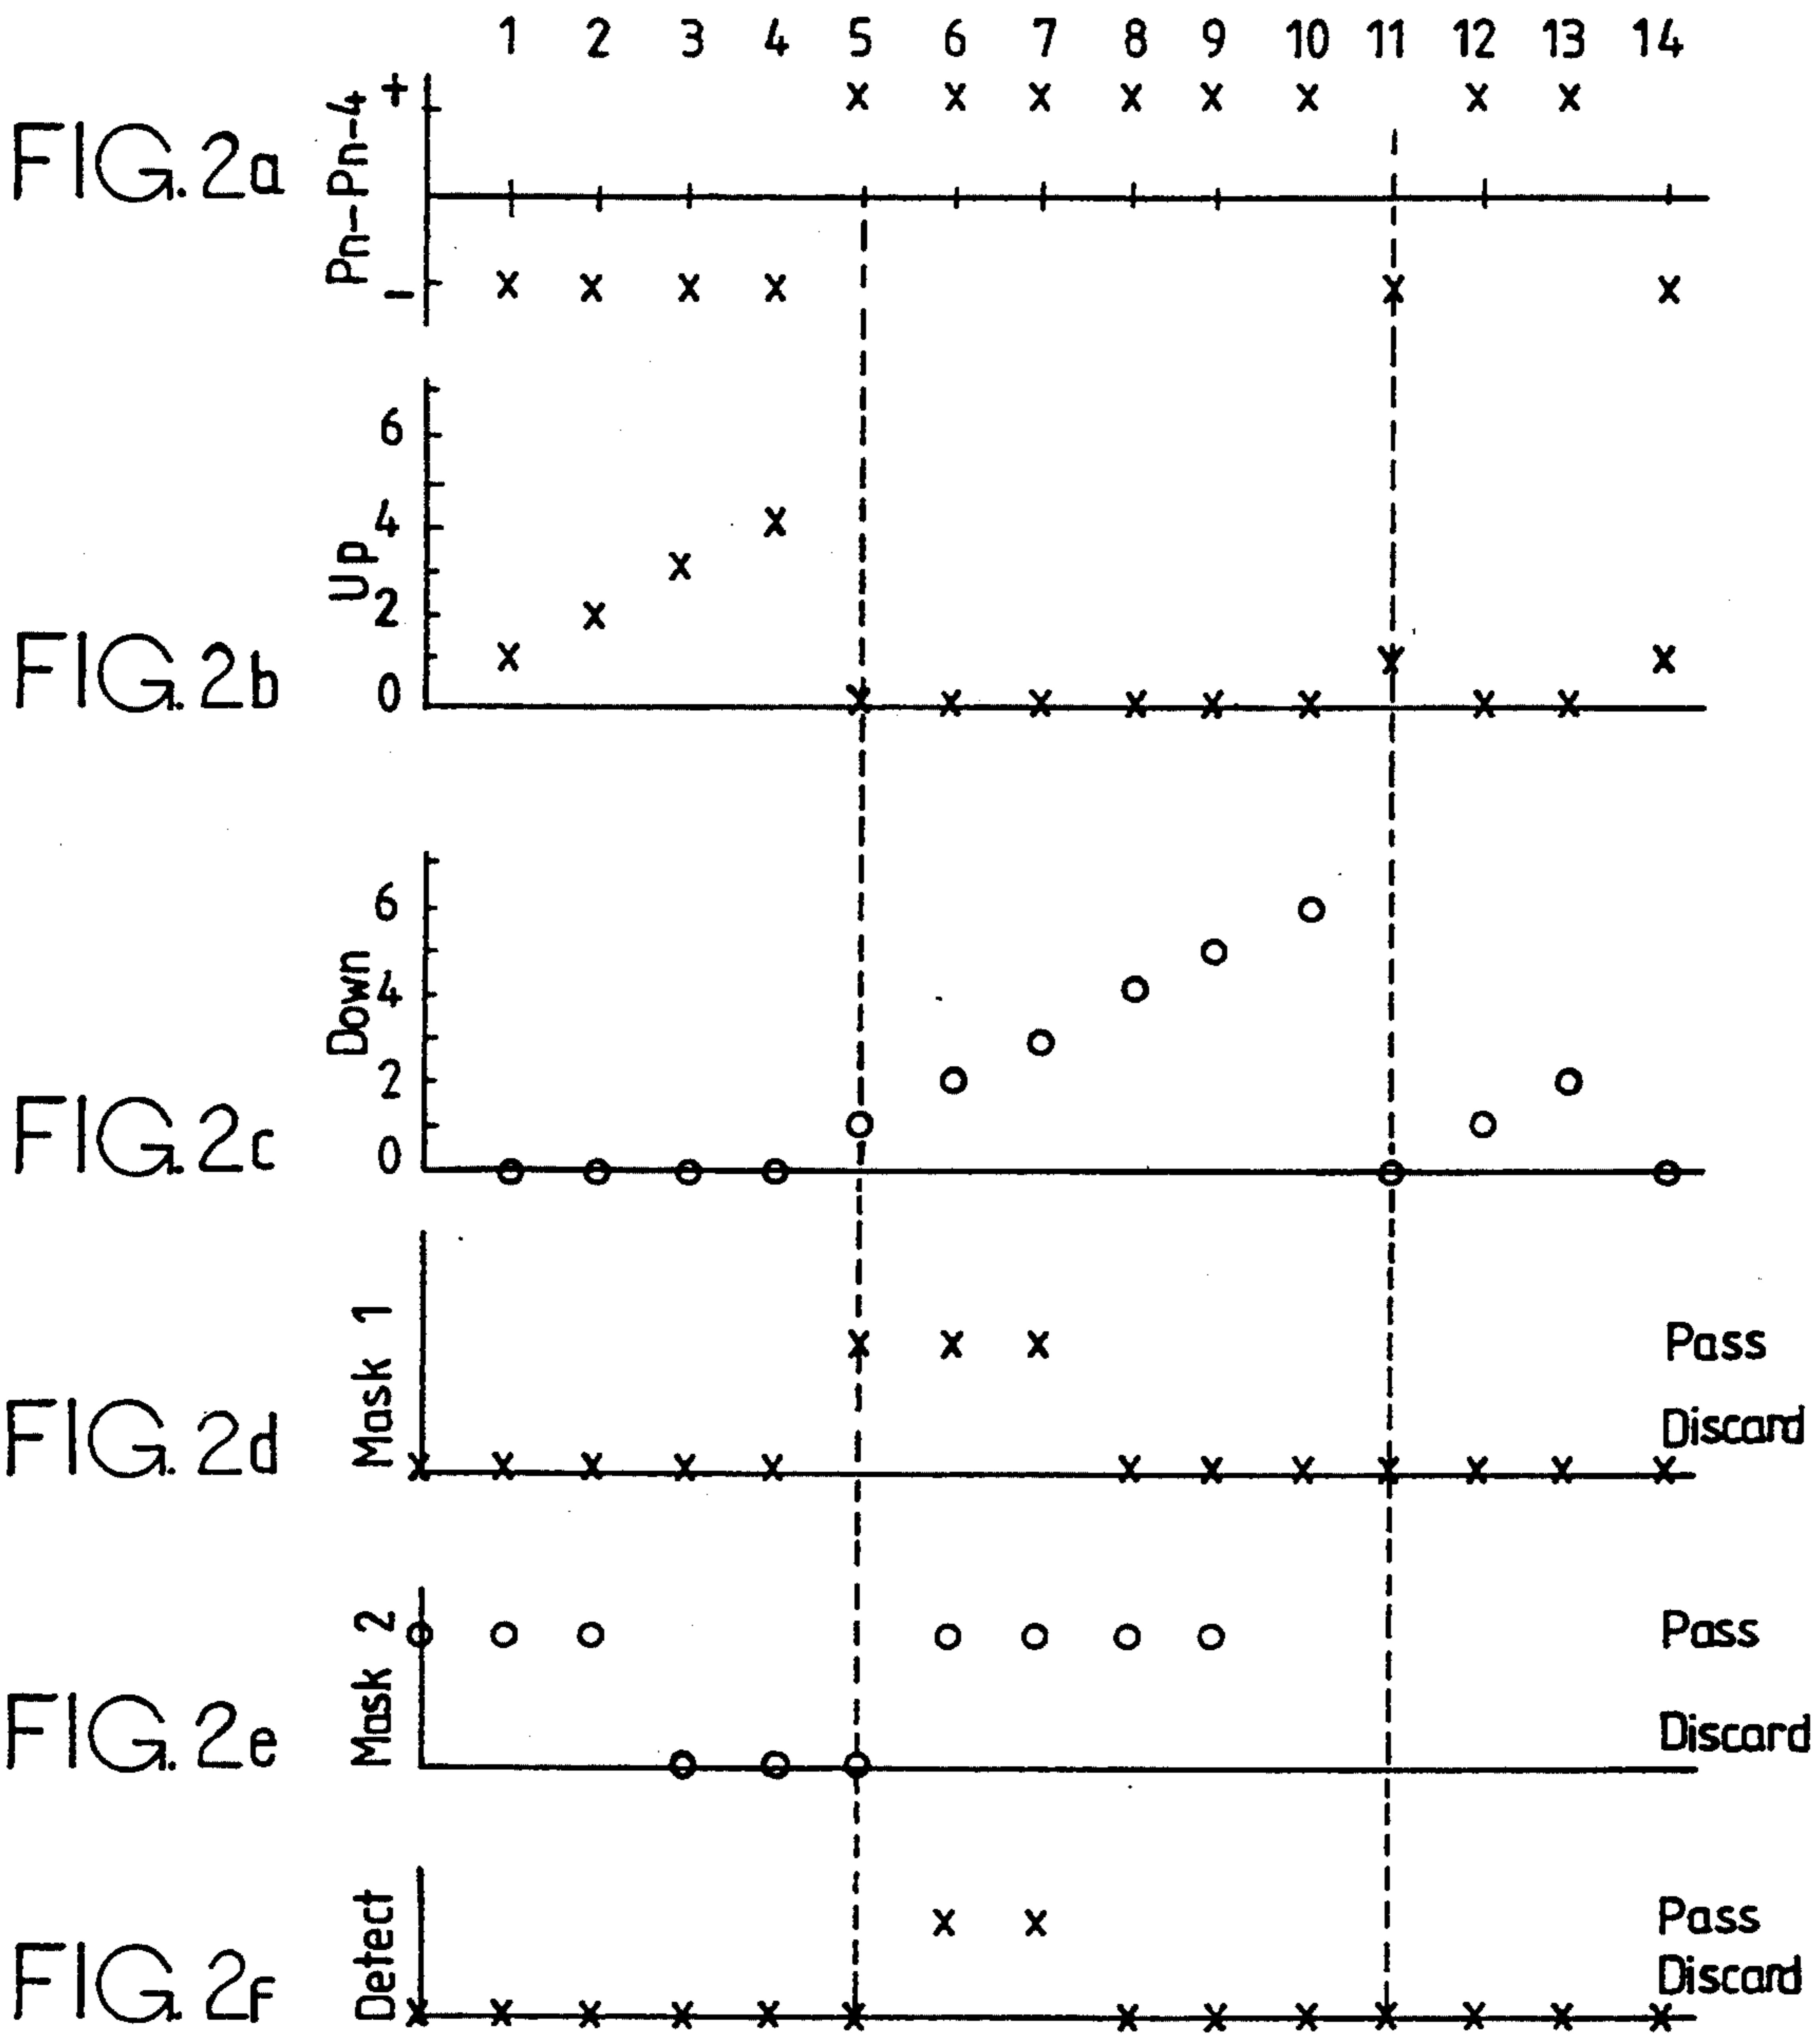 1 2 3 4 5 6 7 8 9 10 11 12 13 14
FIG. 2a
Pn-Pn-4
+
-
FIG. 2b
Up
6
4
2
0
FIG. 2c
Down
6
4
2
0
FIG. 2d
Mask 1
Pass
Discard
FIG. 2e
Mask 2
Pass
Discard
FIG. 2f
Detect
Pass
Discard